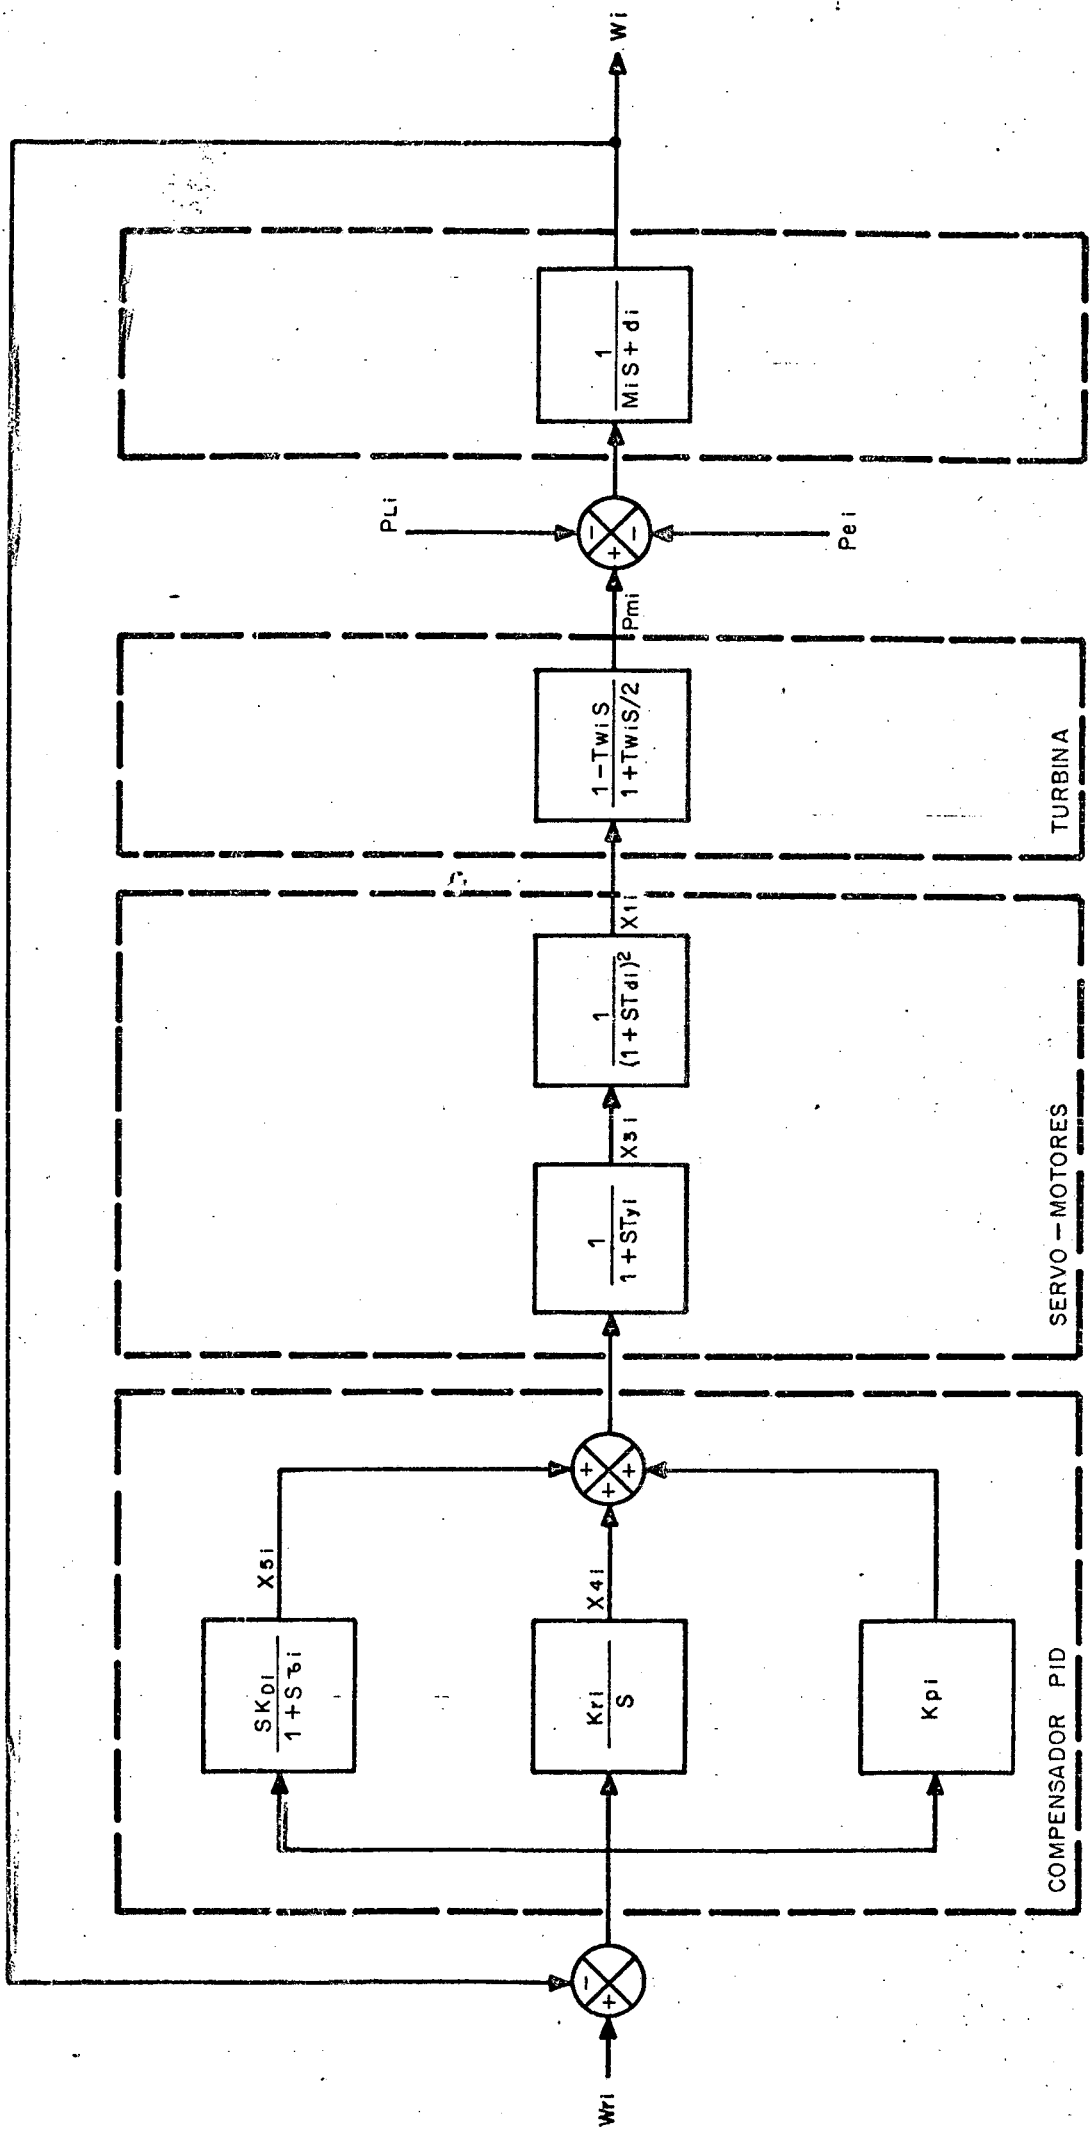 Wri
+
−
SKDi
1+Sτi
X5i
Kri
S
X4i
Kpi
+
+
+
COMPENSADOR PID
1
1+STyi
X3i
1
(1+STdi)²
X1i
SERVO-MOTORES
1-TwiS
1+TwiS/2
TURBINA
Pmi
PLi
−
+
−
Pei
1
MiS+di
Wi